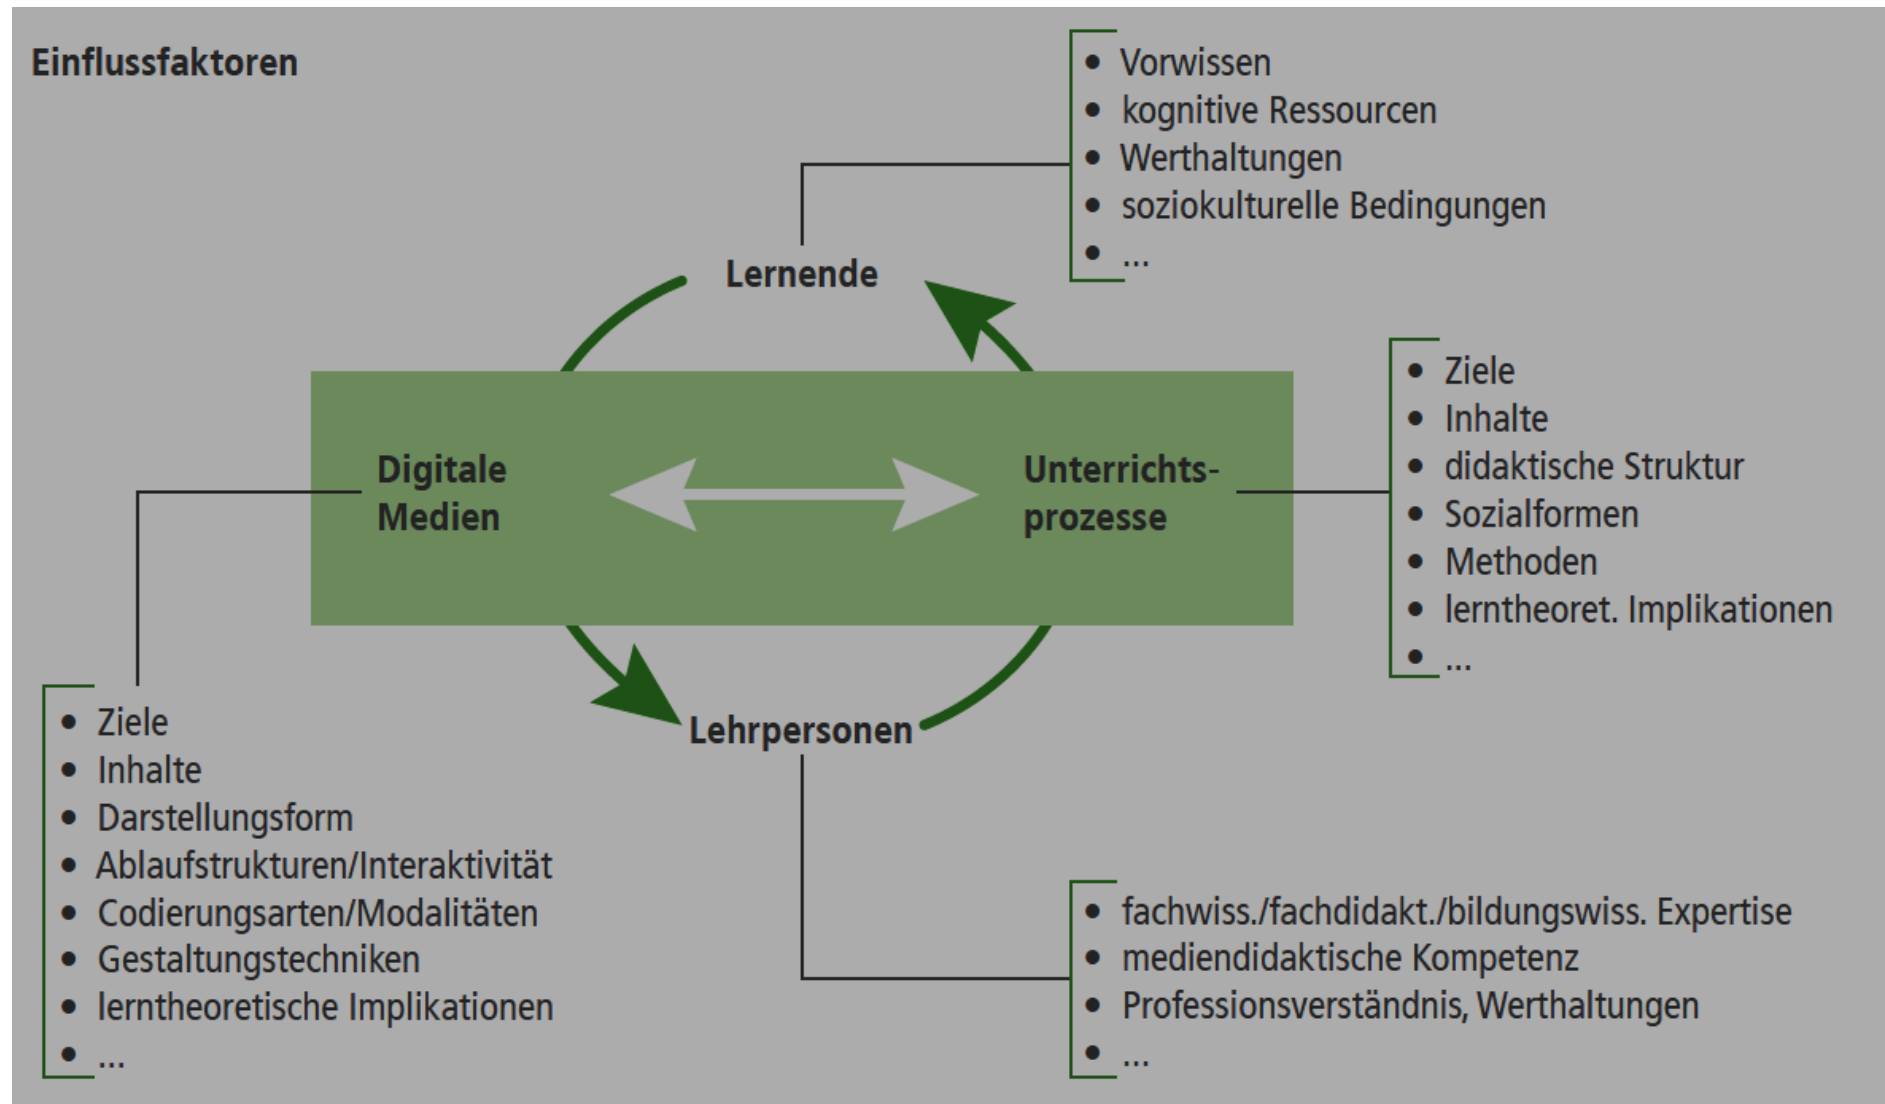 Einflussfaktoren
• Vorwissen
• kognitive Ressourcen
• Werthaltungen
• soziokulturelle Bedingungen
• ...
Lernende
Digitale
Medien
Unterrichts-
prozesse
• Ziele
• Inhalte
• didaktische Struktur
• Sozialformen
• Methoden
• lerntheoret. Implikationen
• ...
Lehrpersonen
• Ziele
• Inhalte
• Darstellungsform
• Ablaufstrukturen/Interaktivität
• Codierungsarten/Modalitäten
• Gestaltungstechniken
• lerntheoretische Implikationen
• ...
• fachwiss./fachdidakt./bildungswiss. Expertise
• mediendidaktische Kompetenz
• Professionsverständnis, Werthaltungen
• ...